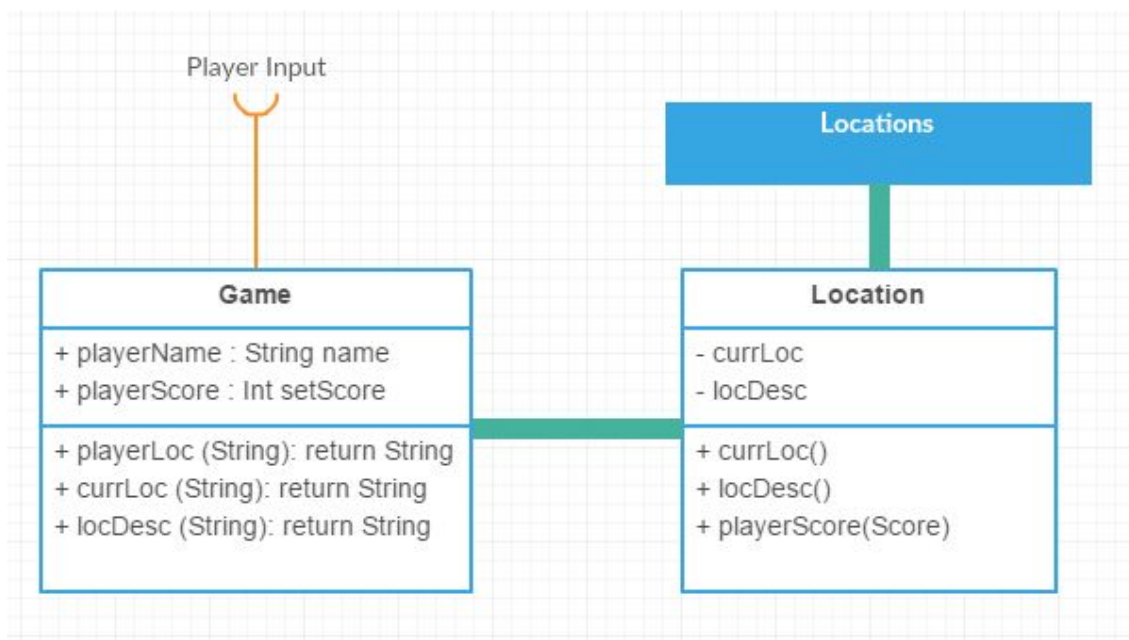 Player Input
Locations
Game
+ playerName : String name
+ playerScore : Int setScore
+ playerLoc (String): return String
+ currLoc (String): return String
+ locDesc (String): return String
Location
- currLoc
- locDesc
+ currLoc()
+ locDesc()
+ playerScore(Score)